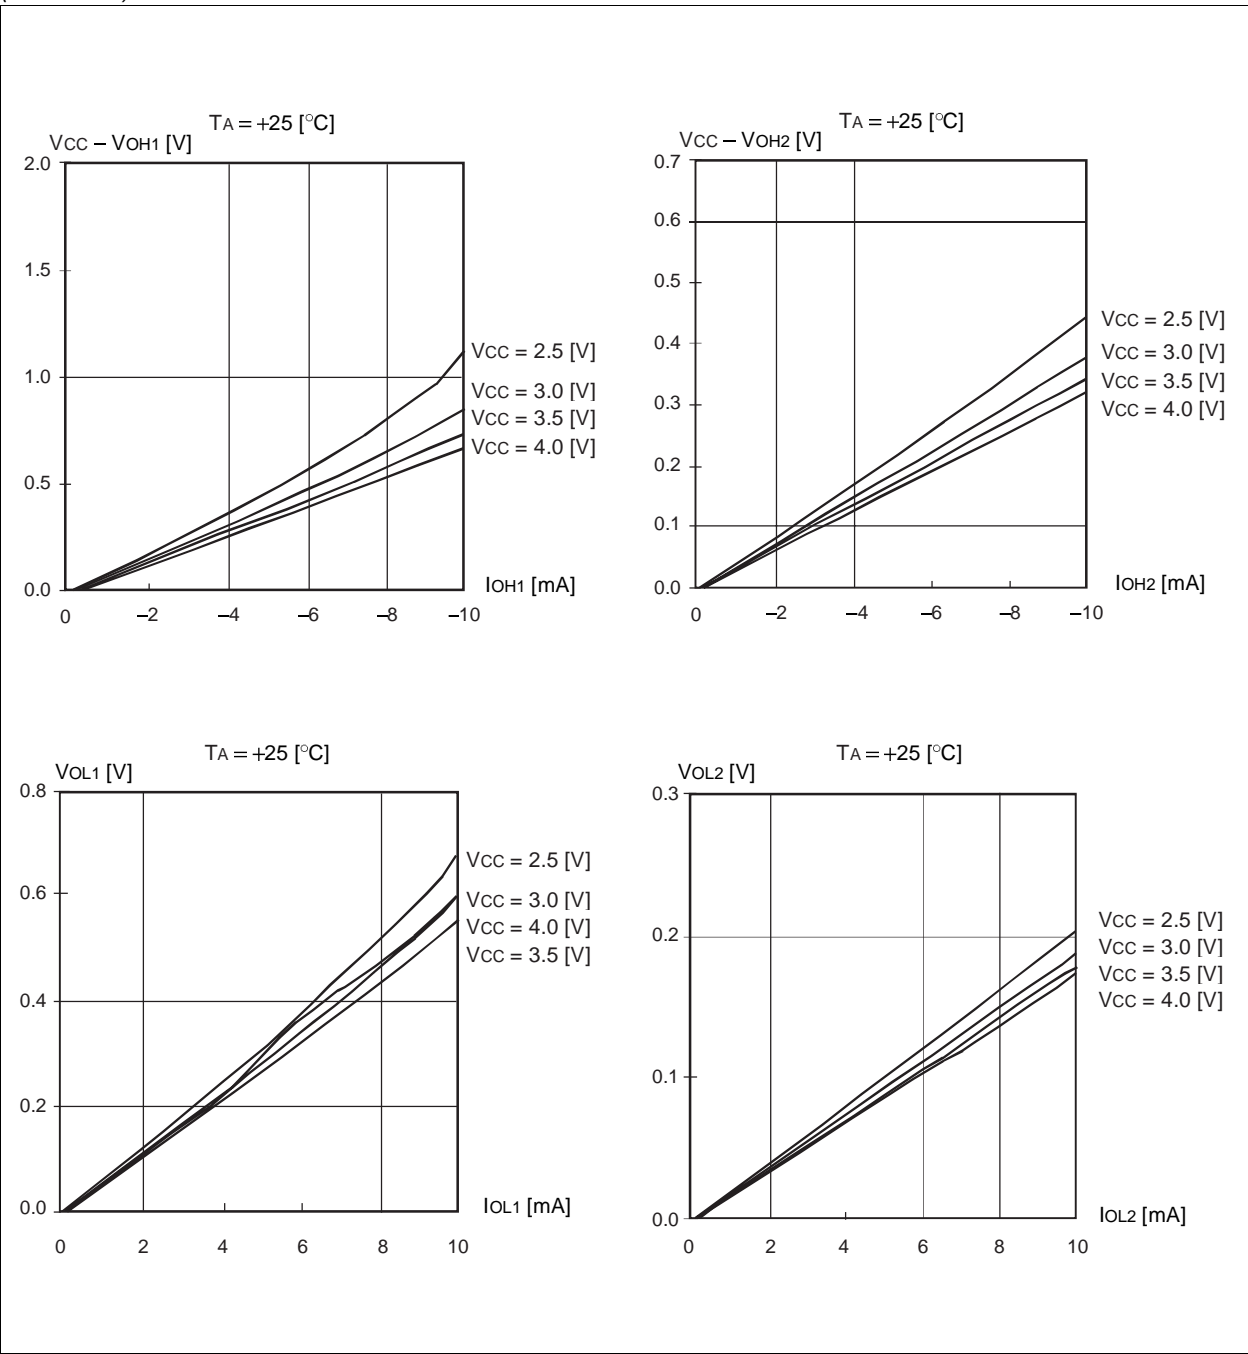 TA = +25 [°C]
VCC – VOH1 [V]
2.0
1.5
1.0
0.5
0.0
0
–2
–4
–6
–8
–10
IOH1 [mA]
VCC = 2.5 [V]
VCC = 3.0 [V]
VCC = 3.5 [V]
VCC = 4.0 [V]
TA = +25 [°C]
VCC – VOH2 [V]
0.7
0.6
0.5
0.4
0.3
0.2
0.1
0.0
0
–2
–4
–6
–8
–10
IOH2 [mA]
VCC = 2.5 [V]
VCC = 3.0 [V]
VCC = 3.5 [V]
VCC = 4.0 [V]
TA = +25 [°C]
VOL1 [V]
0.8
0.6
0.4
0.2
0.0
0
2
4
6
8
10
IOL1 [mA]
VCC = 2.5 [V]
VCC = 3.0 [V]
VCC = 4.0 [V]
VCC = 3.5 [V]
TA = +25 [°C]
VOL2 [V]
0.3
0.2
0.1
0.0
0
2
4
6
8
10
IOL2 [mA]
VCC = 2.5 [V]
VCC = 3.0 [V]
VCC = 3.5 [V]
VCC = 4.0 [V]